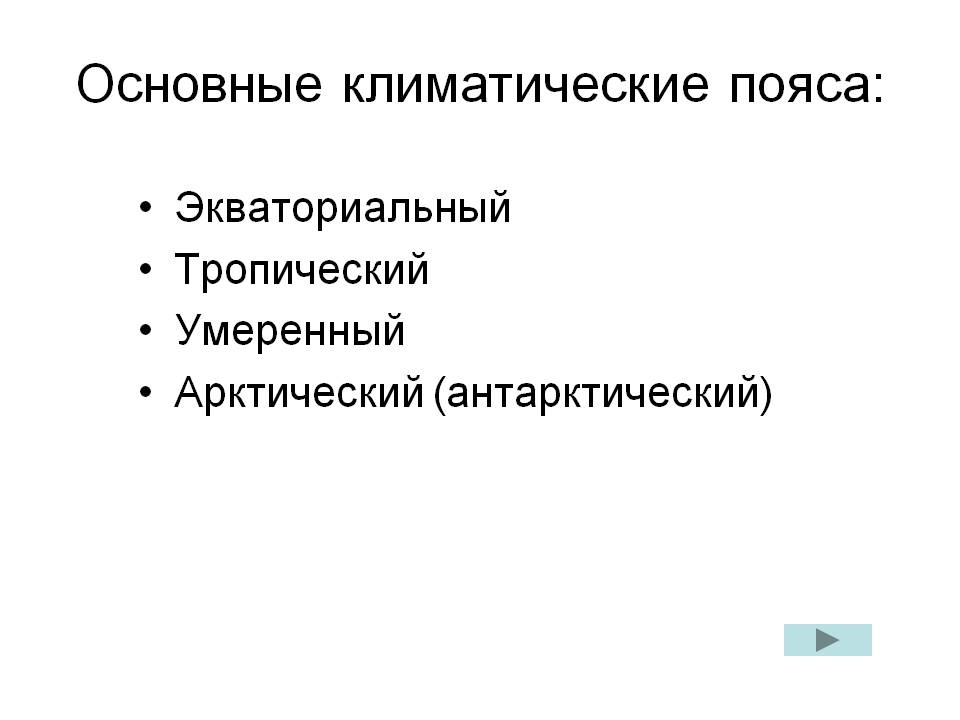 Основные климатические пояса:
• Экваториальный
• Тропический
• Умеренный
• Арктический (антарктический)